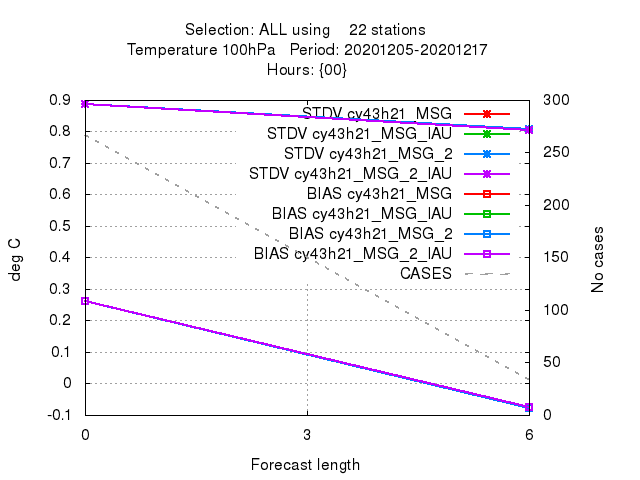 Selection: ALL using 22 stations
Temperature 100hPa Period: 20201205-20201217
Hours: {00}
0.9
0.8
0.7
0.6
0.5
0.4
0.3
0.2
0.1
0
-0.1
deg C
STDV cy43h21_MSG
STDV cy43h21_MSG_IAU
STDV cy43h21_MSG_2
STDV cy43h21_MSG_2_IAU
BIAS cy43h21_MSG
BIAS cy43h21_MSG_IAU
BIAS cy43h21_MSG_2
BIAS cy43h21_MSG_2_IAU
CASES
300
250
200
150
100
50
0
No cases
0 3 6
Forecast length